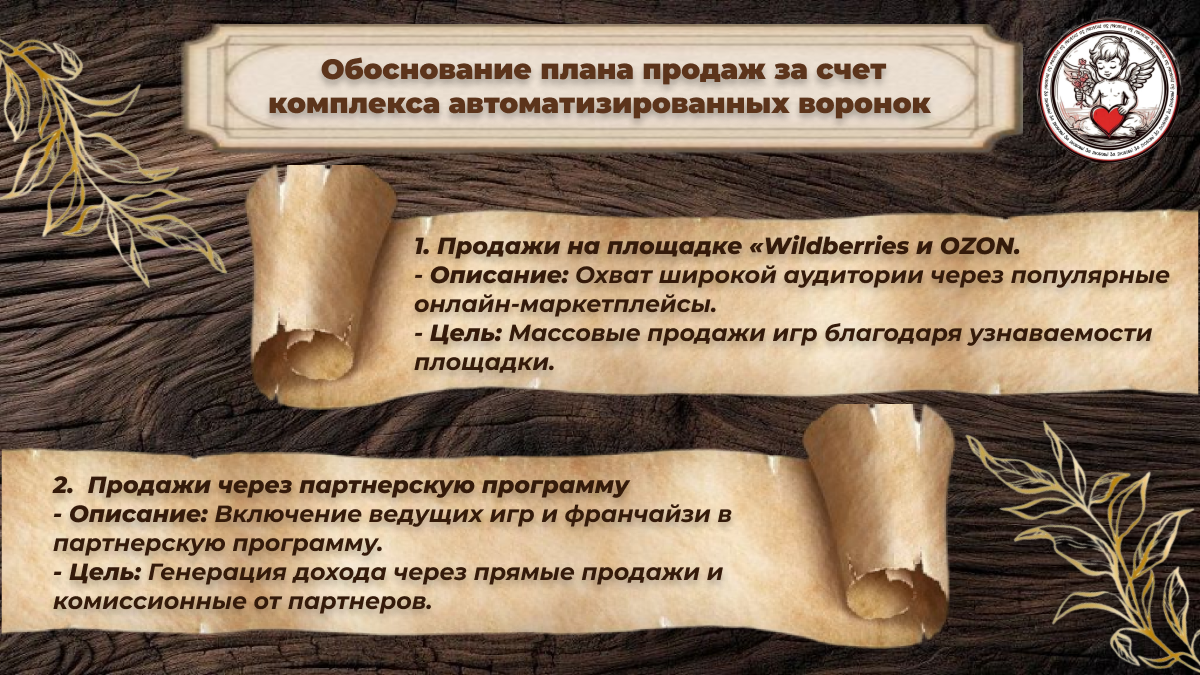 Обоснование плана продаж за счет
комплекса автоматизированных воронок
1. Продажи на площадке «Wildberries и OZON.
- Описание: Охват широкой аудитории через популярные
онлайн-маркетплейсы.
- Цель: Массовые продажи игр благодаря узнаваемости
площадки.
2. Продажи через партнерскую программу
- Описание: Включение ведущих игр и франчайзи в
партнерскую программу.
- Цель: Генерация дохода через прямые продажи и
комиссионные от партнеров.